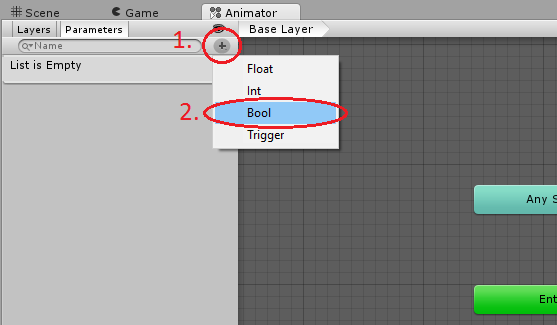 Scene Game Animator
Layers Parameters Base Layer
1.
Name +
List is Empty
Float
Int
2. Bool
Trigger
Any S
Ent